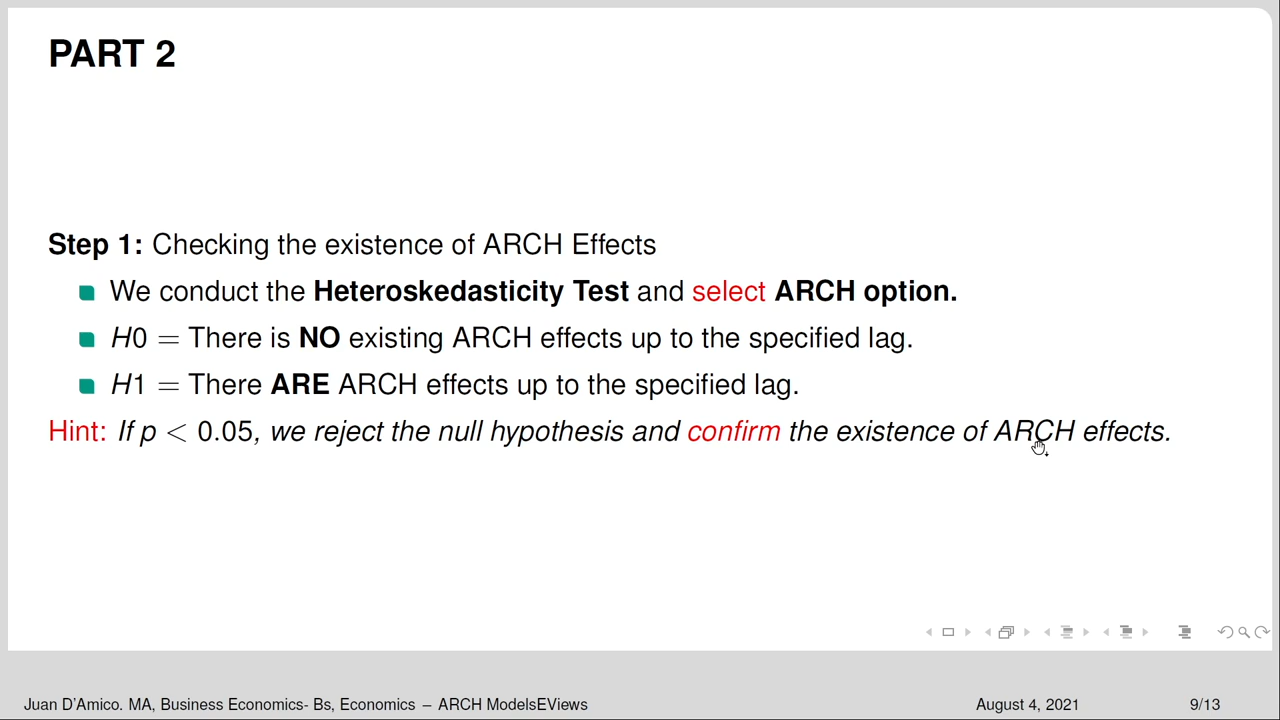 PART 2
Step 1: Checking the existence of ARCH Effects
We conduct the Heteroskedasticity Test and select ARCH option.
H0 = There is NO existing ARCH effects up to the specified lag.
H1 = There ARE ARCH effects up to the specified lag.
Hint: If p < 0.05, we reject the null hypothesis and confirm the existence of ARCH effects.
Juan D'Amico. MA, Business Economics- Bs, Economics – ARCH ModelsEViews August 4, 2021 9/13